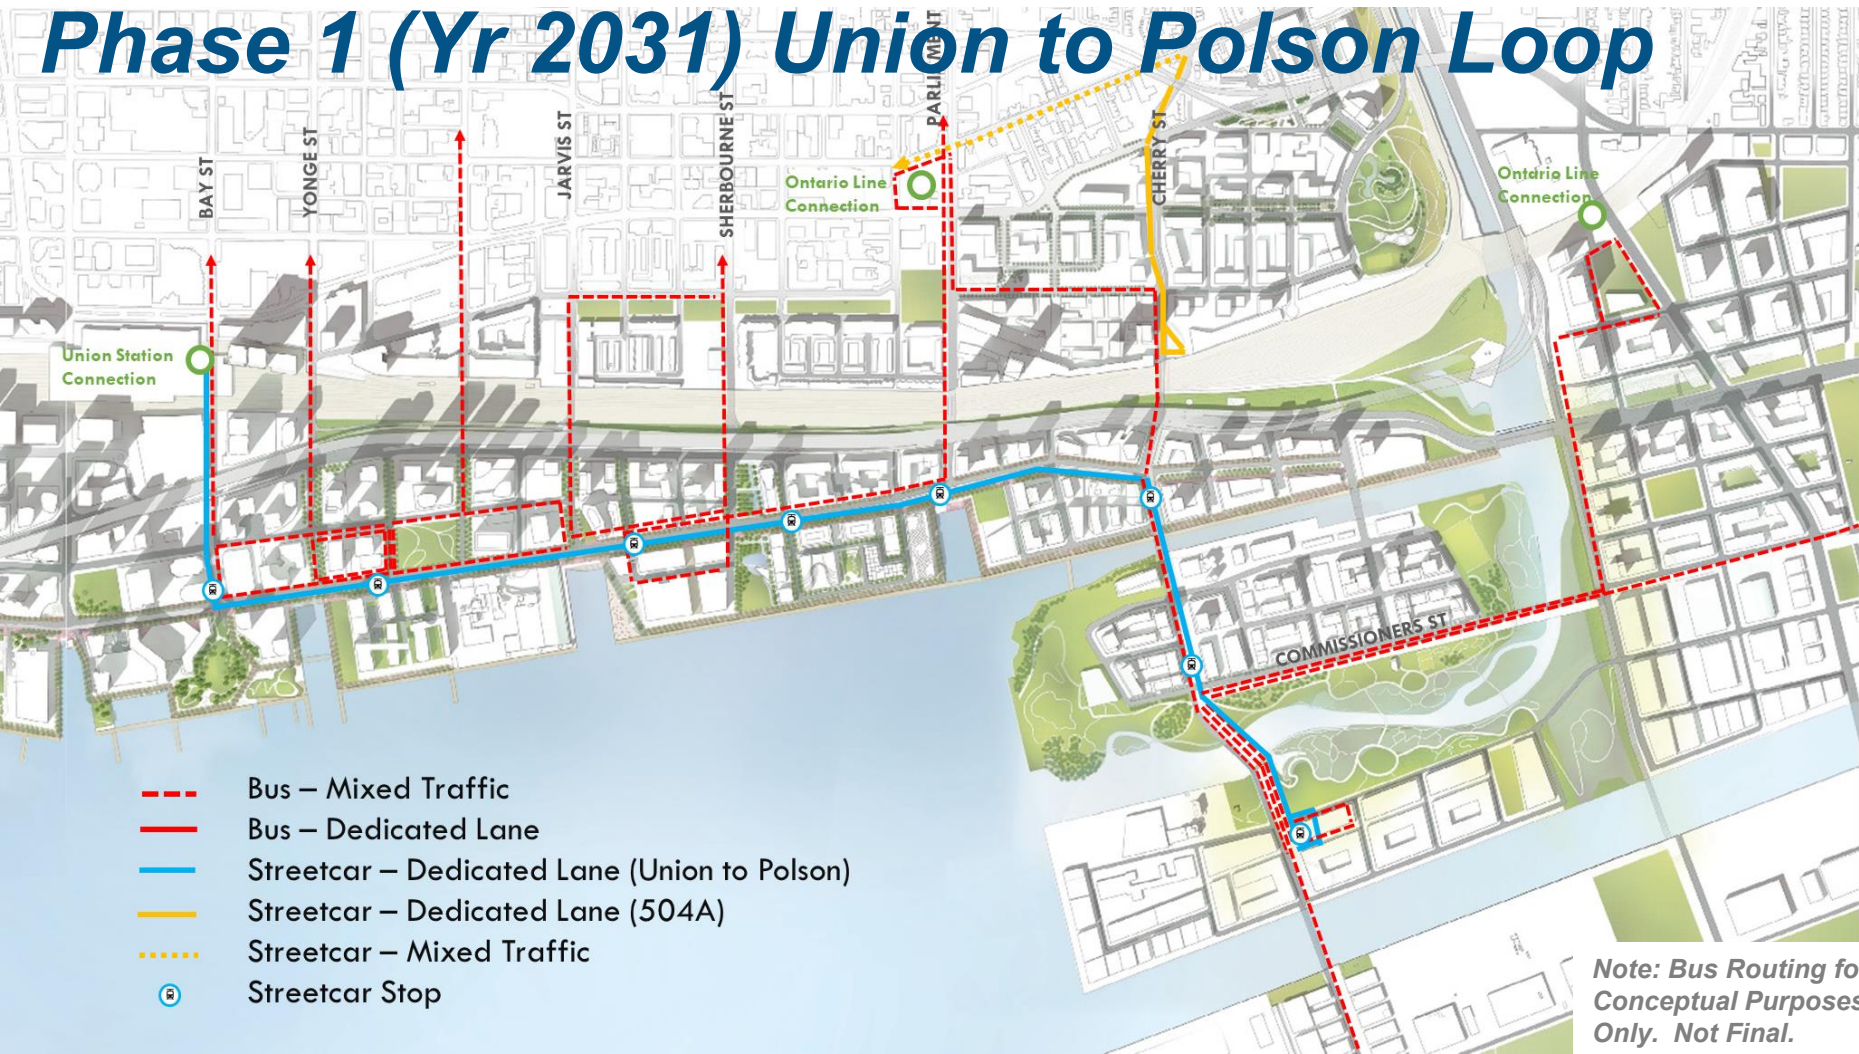 Phase 1 (Yr 2031) Union to Polson Loop
BAY ST
YONGE ST
JARVIS ST
SHERBOURNE ST
PARLIAMENT
CHERRY ST
Ontario Line
Connection
Ontario Line
Connection
Union Station
Connection
COMMISSIONERS ST
Bus – Mixed Traffic
Bus – Dedicated Lane
Streetcar – Dedicated Lane (Union to Polson)
Streetcar – Dedicated Lane (504A)
Streetcar – Mixed Traffic
Streetcar Stop
Note: Bus Routing fo
Conceptual Purposes
Only. Not Final.